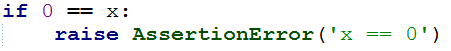 if 0 == x:
    raise AssertionError('x == 0')